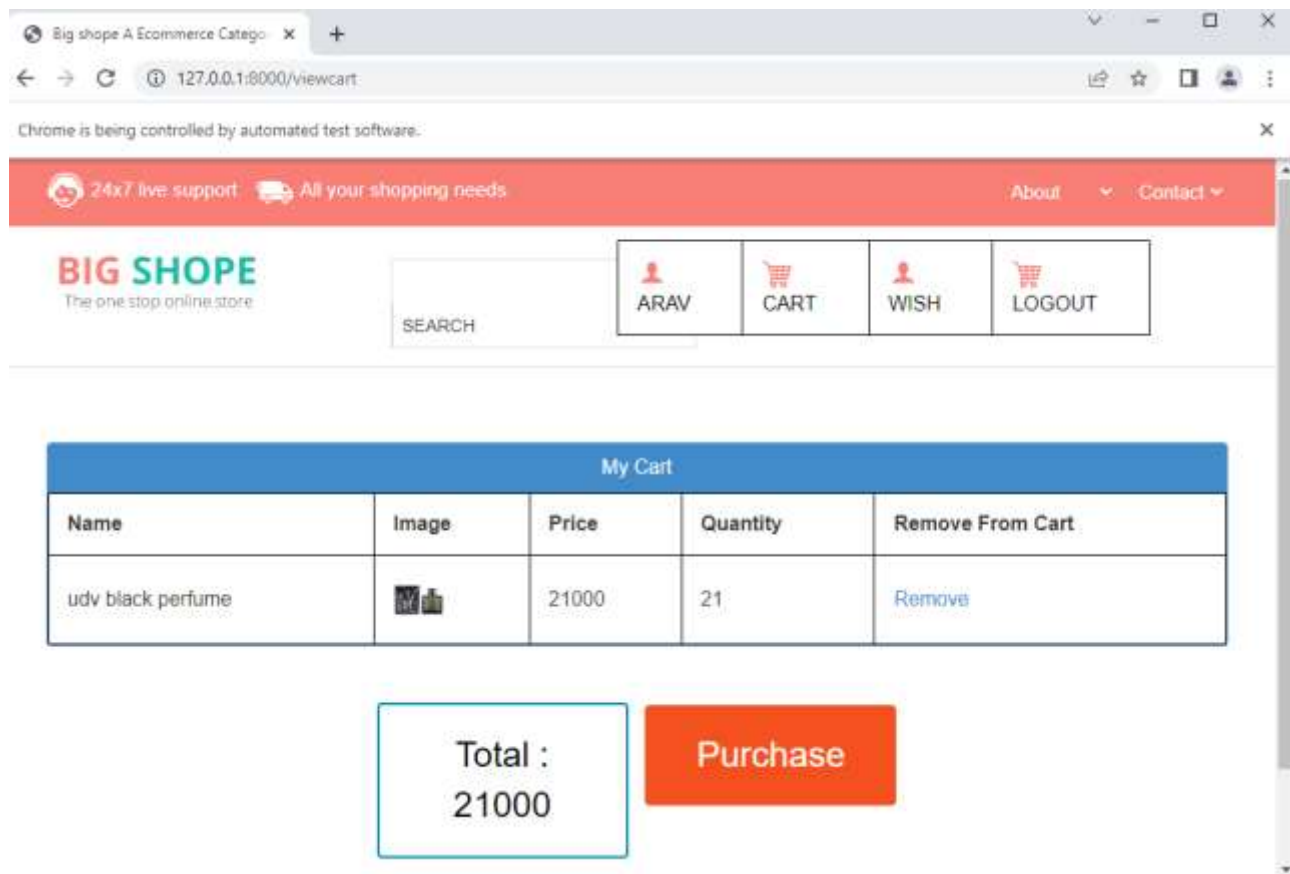 Big shope A Ecommerce Catego
127.0.0.1:8000/viewcart
Chrome is being controlled by automated test software.
24x7 live support All your shopping needs About Contact
BIG SHOPE
The one stop online store
SEARCH
ARAV CART WISH LOGOUT
My Cart
Name Image Price Quantity Remove From Cart
udv black perfume 21000 21 Remove
Total :
21000
Purchase